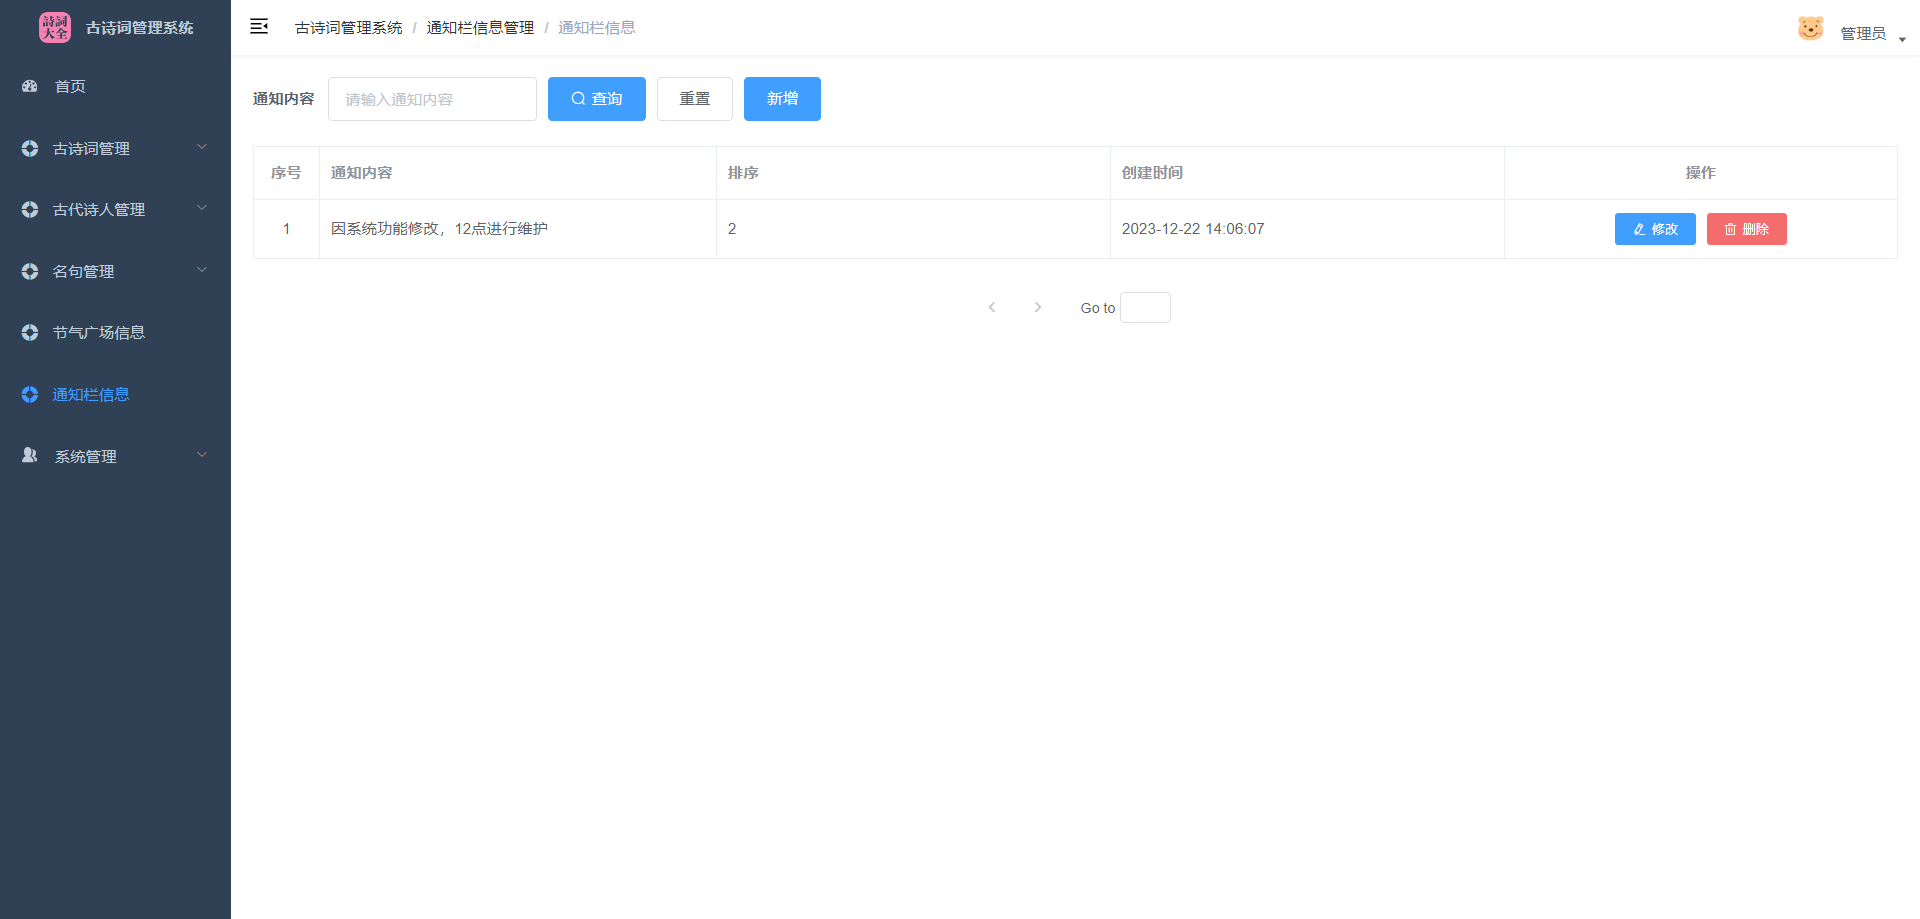 詩詞
大全
古诗词管理系统
首页
古诗词管理
古代诗人管理
名句管理
节气广场信息
通知栏信息
系统管理
古诗词管理系统 / 通知栏信息管理 / 通知栏信息
管理员
通知内容 请输入通知内容 查询 重置 新增
序号 通知内容 排序 创建时间 操作
1 因系统功能修改，12点进行维护 2 2023-12-22 14:06:07 修改 删除
Go to